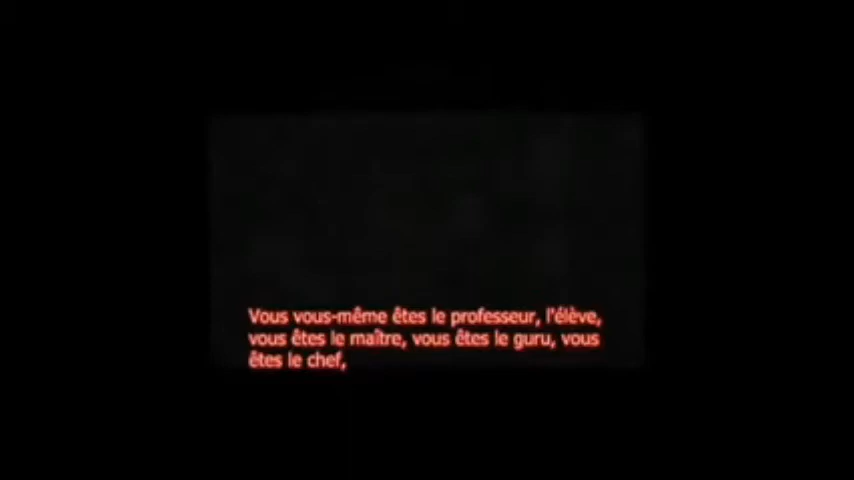 Vous vous-même êtes le professeur, l'élève,
vous êtes le maître, vous êtes le guru, vous
êtes le chef,